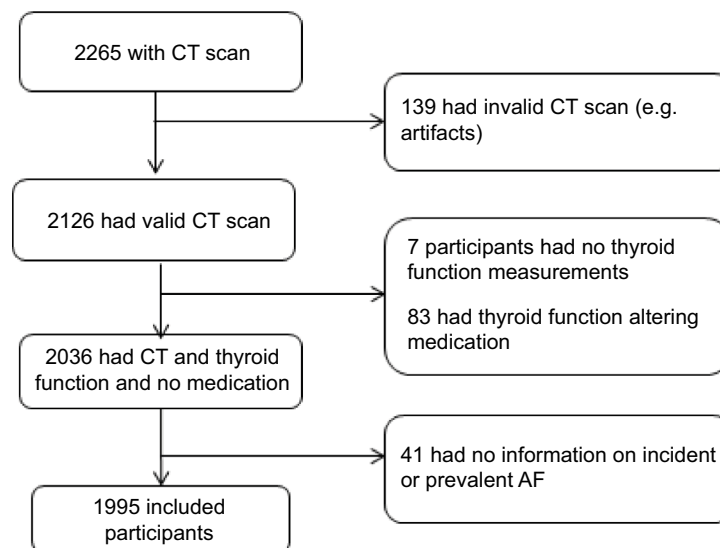 2265 with CT scan
139 had invalid CT scan (e.g.
artifacts)
2126 had valid CT scan
7 participants had no thyroid
function measurements
83 had thyroid function altering
medication
2036 had CT and thyroid
function and no medication
41 had no information on incident
or prevalent AF
1995 included
participants